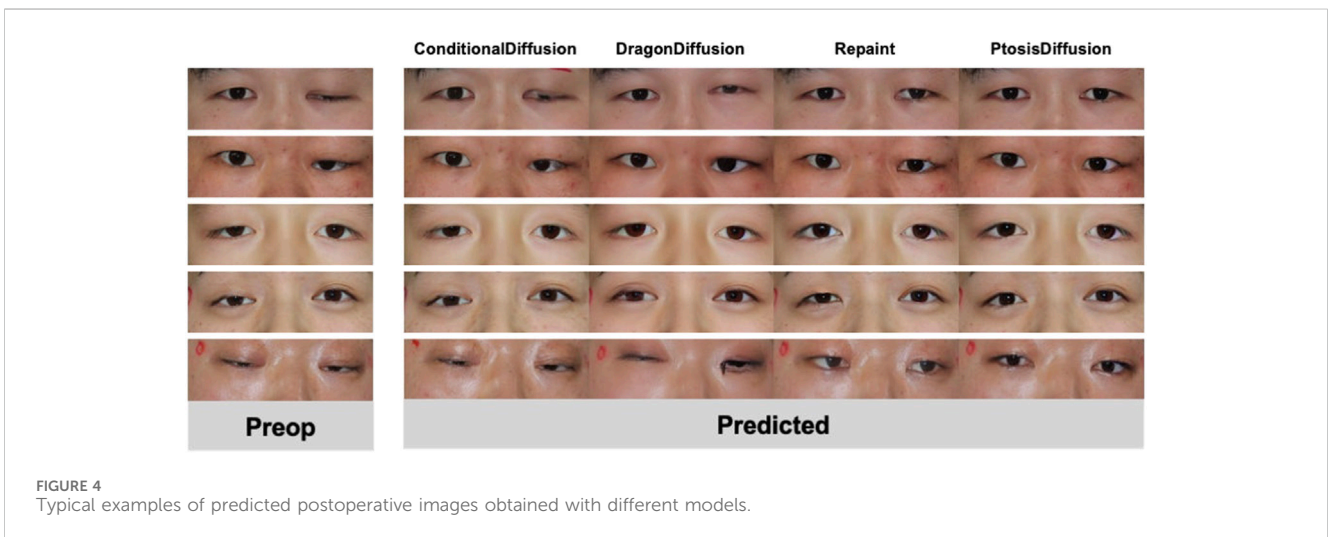 ConditionalDiffusion DragonDiffusion Repaint PtosisDiffusion
Preop Predicted
FIGURE 4
Typical examples of predicted postoperative images obtained with different models.